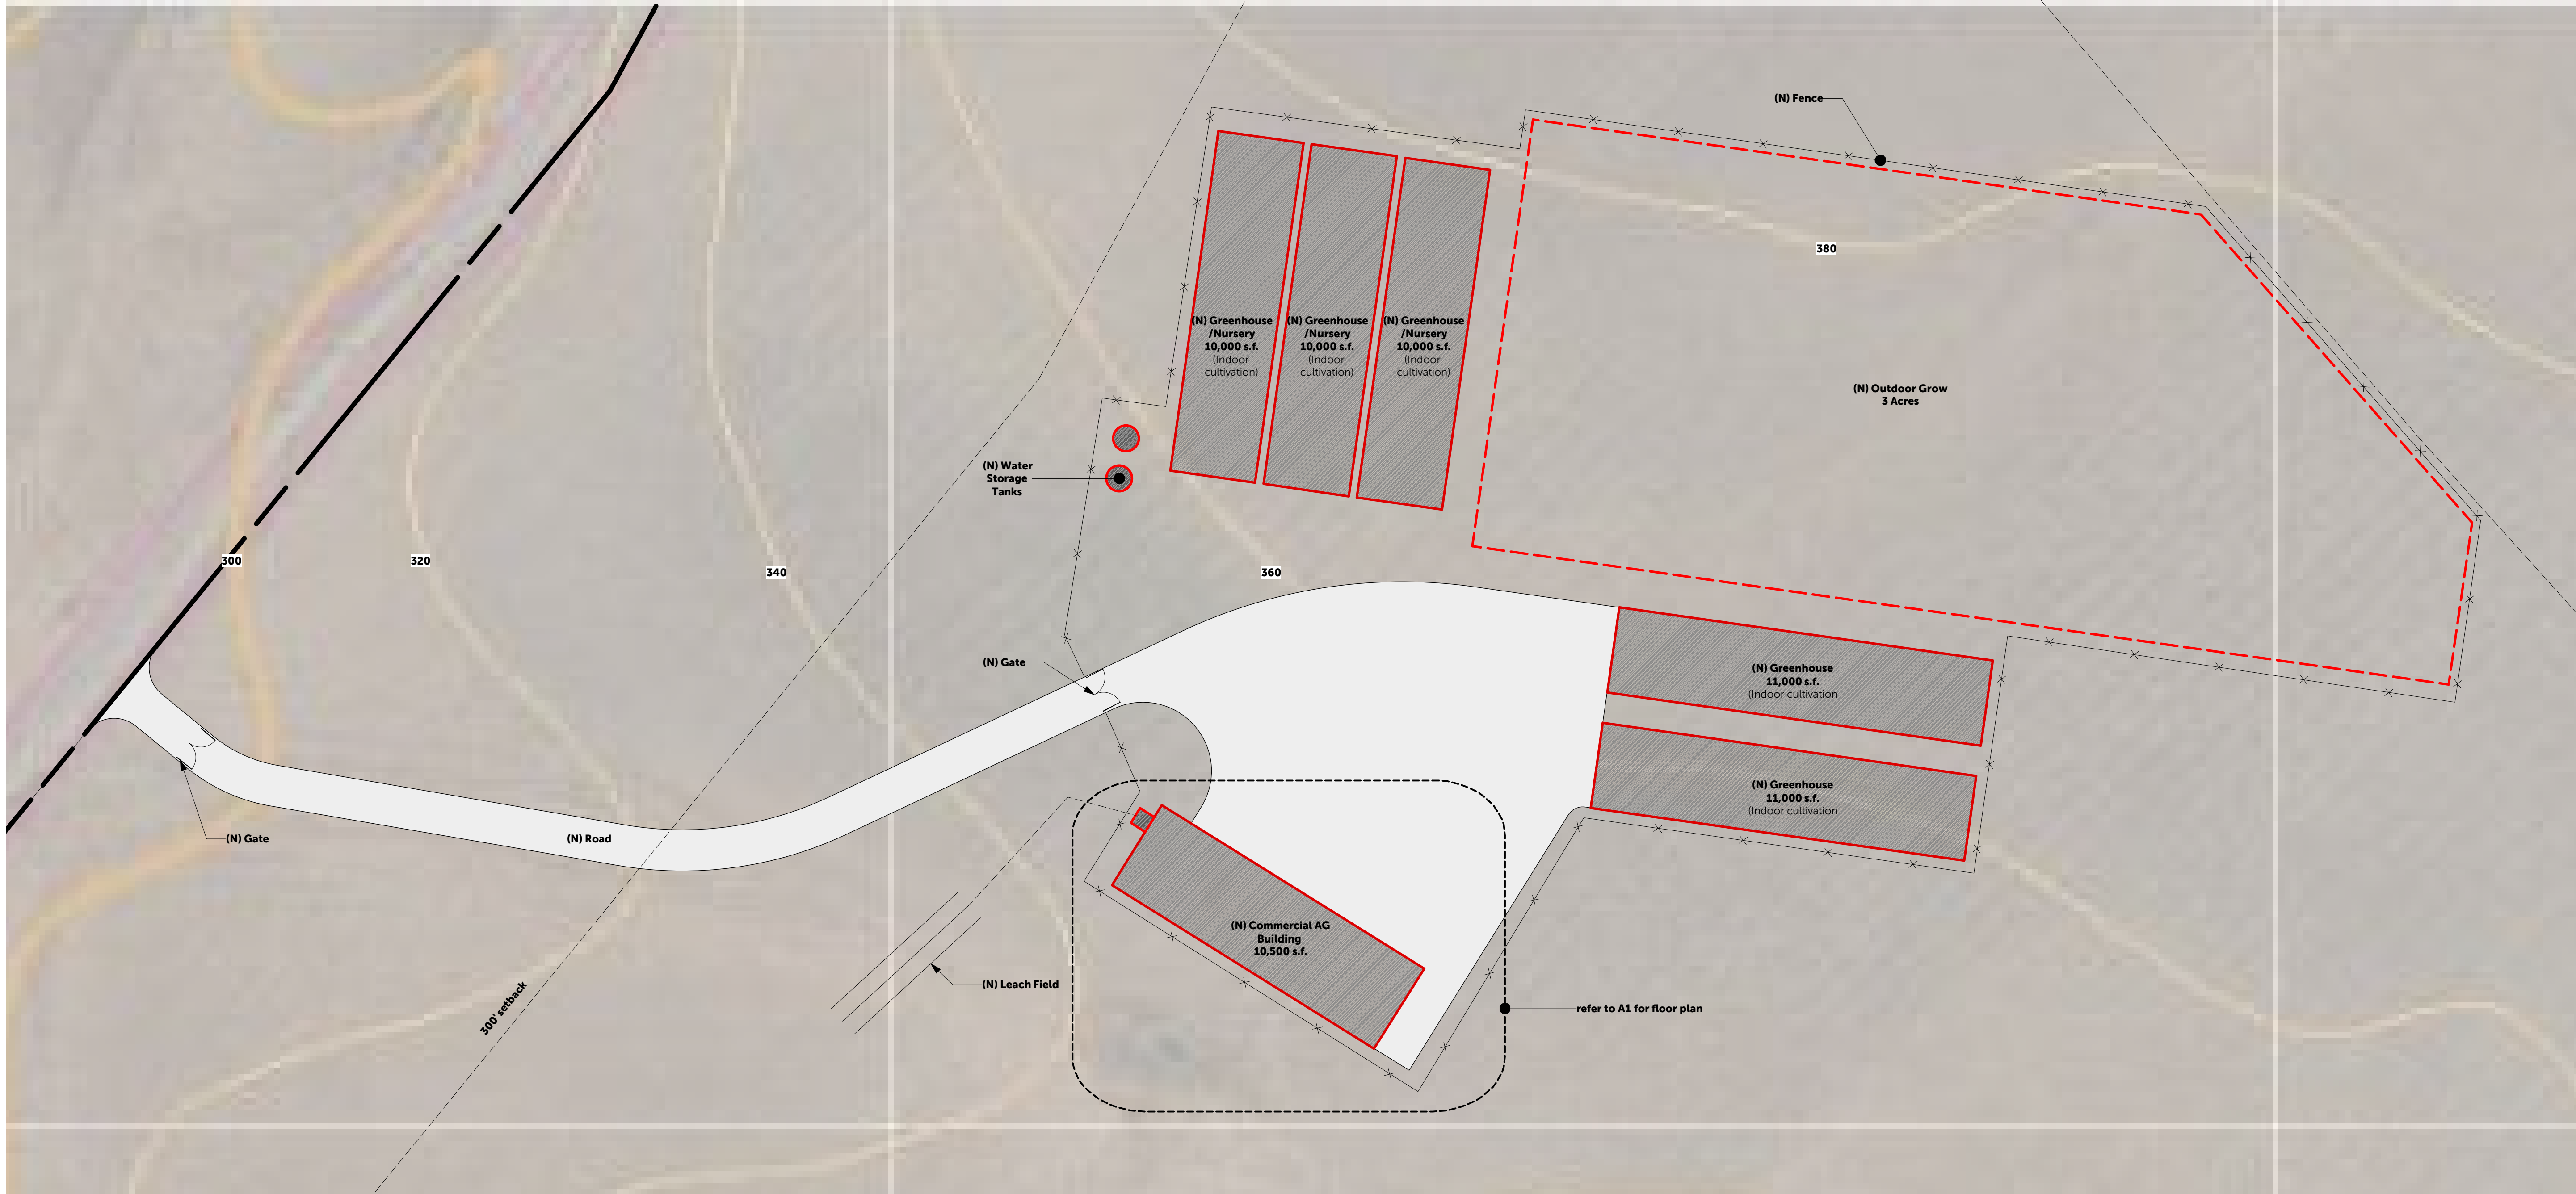 (N) Fence
380
(N) Greenhouse
/Nursery
10,000 s.f.
(Indoor
cultivation)
(N) Greenhouse
/Nursery
10,000 s.f.
(Indoor
cultivation)
(N) Greenhouse
/Nursery
10,000 s.f.
(Indoor
cultivation)
(N) Outdoor Grow
3 Acres
(N) Water
Storage
Tanks
300
320
340
360
(N) Gate
(N) Greenhouse
11,000 s.f.
(Indoor cultivation
(N) Greenhouse
11,000 s.f.
(Indoor cultivation
(N) Gate
(N) Road
(N) Commercial AG
Building
10,500 s.f.
(N) Leach Field
300' setback
refer to A1 for floor plan